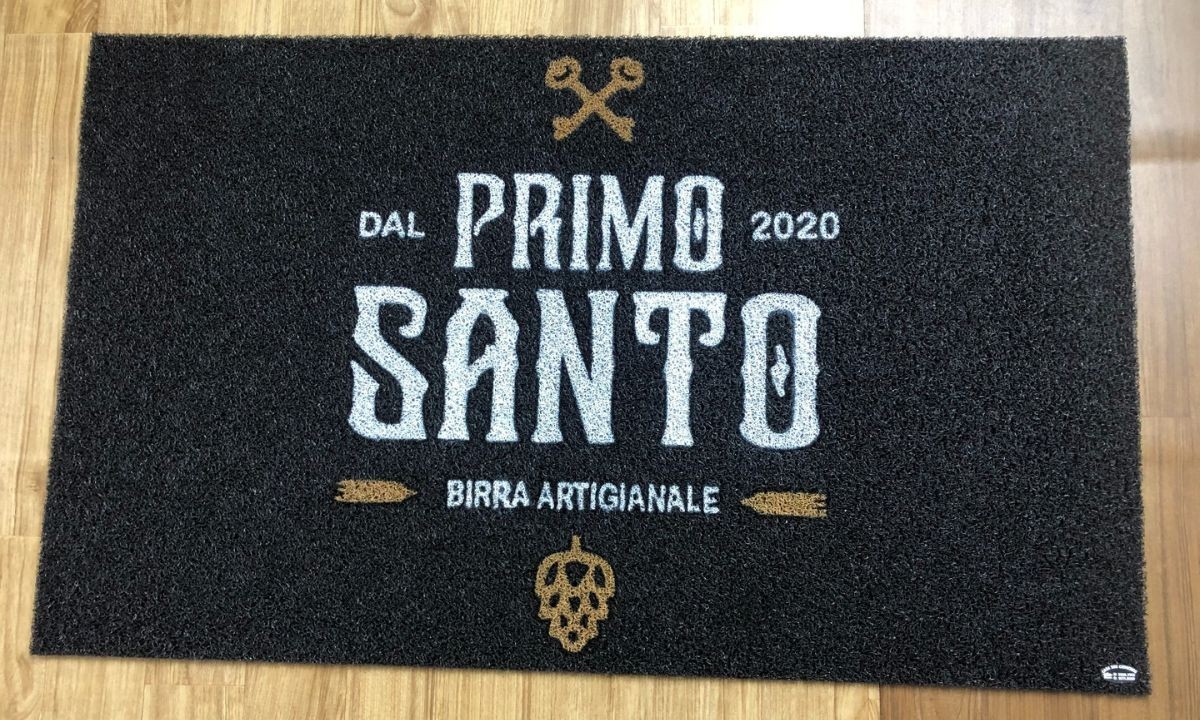 DAL PRIMO 2020
SANTO
BIRRA ARTIGIANALE